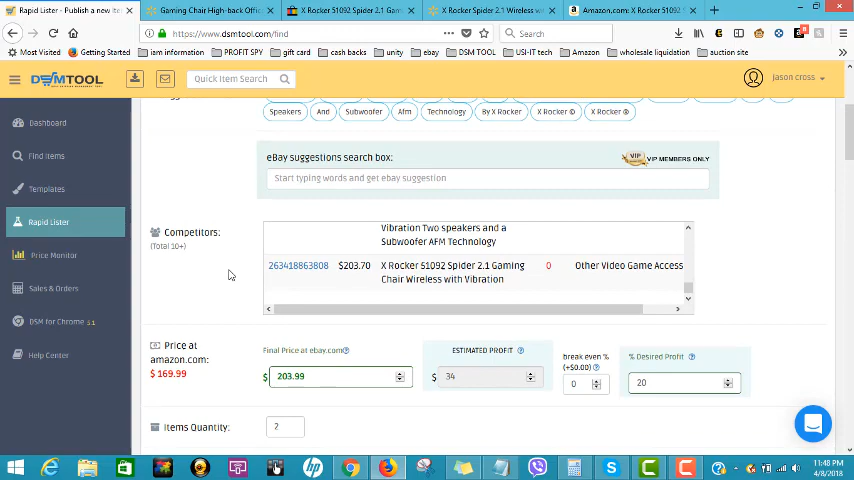 Rapid Lister - Publish a new Ite
Gaming Chair High-back Offic
X Rocker 51092 Spider 2.1 Gam
X Rocker Spider 2.1 Wireless w
Amazon.com: X Rocker 51092 S
https://www.dsmtool.com/find
Search
Most Visited
Getting Started
iam information
PROFIT SPY
gift card
cash backs
unity
ebay
DSM TOOL
USI-IT tech
Amazon
wholesale liquidation
auction site
DSMTOOL
Quick Item Search
jason cross
Dashboard
Find Items
Templates
Rapid Lister
Price Monitor
Sales & Orders
DSM for Chrome 5.1
Help Center
Speakers
And
Subwoofer
Afm
Technology
By X Rocker
X Rocker ©
X Rocker ®
eBay suggestions search box:
VIP
VIP MEMBERS ONLY
Start typing words and get ebay suggestion
Competitors:
(Total 10+)
Vibration Two speakers and a
Subwoofer AFM Technology
263418863808 $203.70 X Rocker 51092 Spider 2.1 Gaming 0 Other Video Game Access
Chair Wireless with Vibration
Price at
amazon.com:
$ 169.99
Final Price at ebay.com
$ 203.99
ESTIMATED PROFIT
$ 34
break even %
(+$0.00)
0
% Desired Profit
20
Items Quantity:
2
11:48 PM
4/8/2018